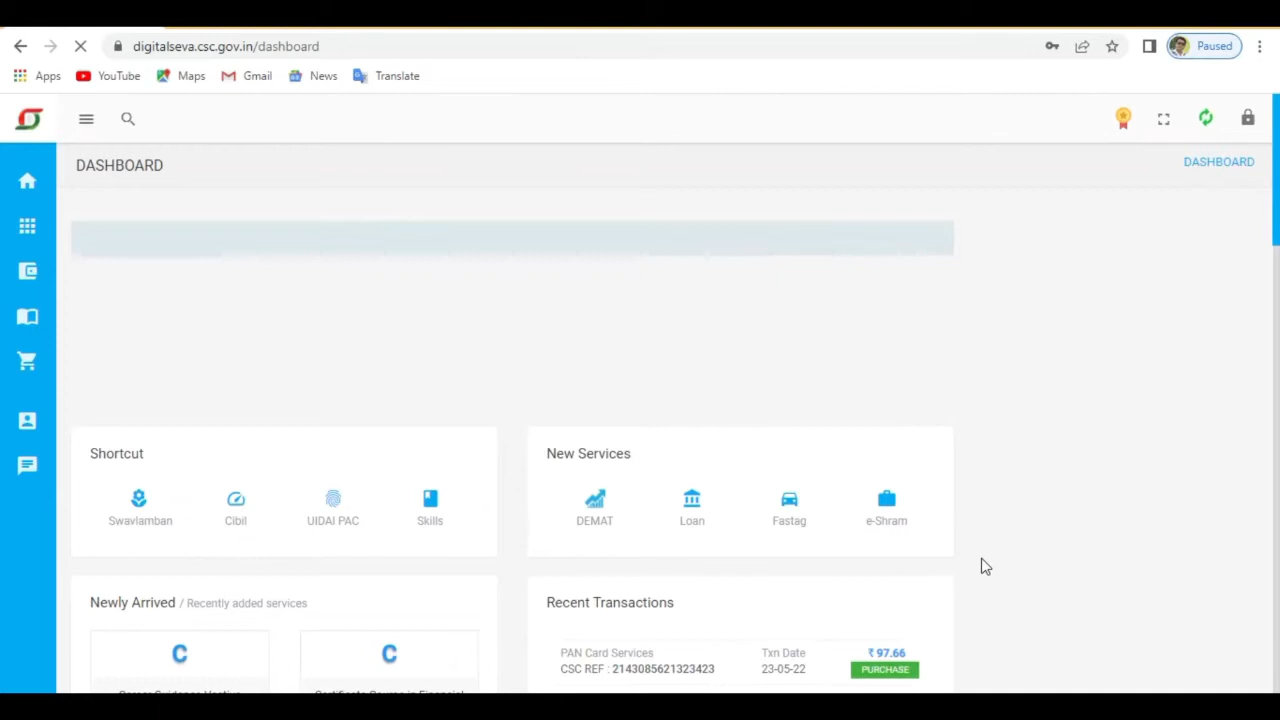 digitalseva.csc.gov.in/dashboard
Paused
Apps YouTube Maps Gmail News Translate
DASHBOARD
DASHBOARD
Shortcut
Swavlamban Cibil UIDAI PAC Skills
New Services
DEMAT Loan Fastag e-Shram
Newly Arrived / Recently added services
C C
Recent Transactions
PAN Card Services Txn Date ₹ 97.66
CSC REF : 2143085621323423 23-05-22 PURCHASE